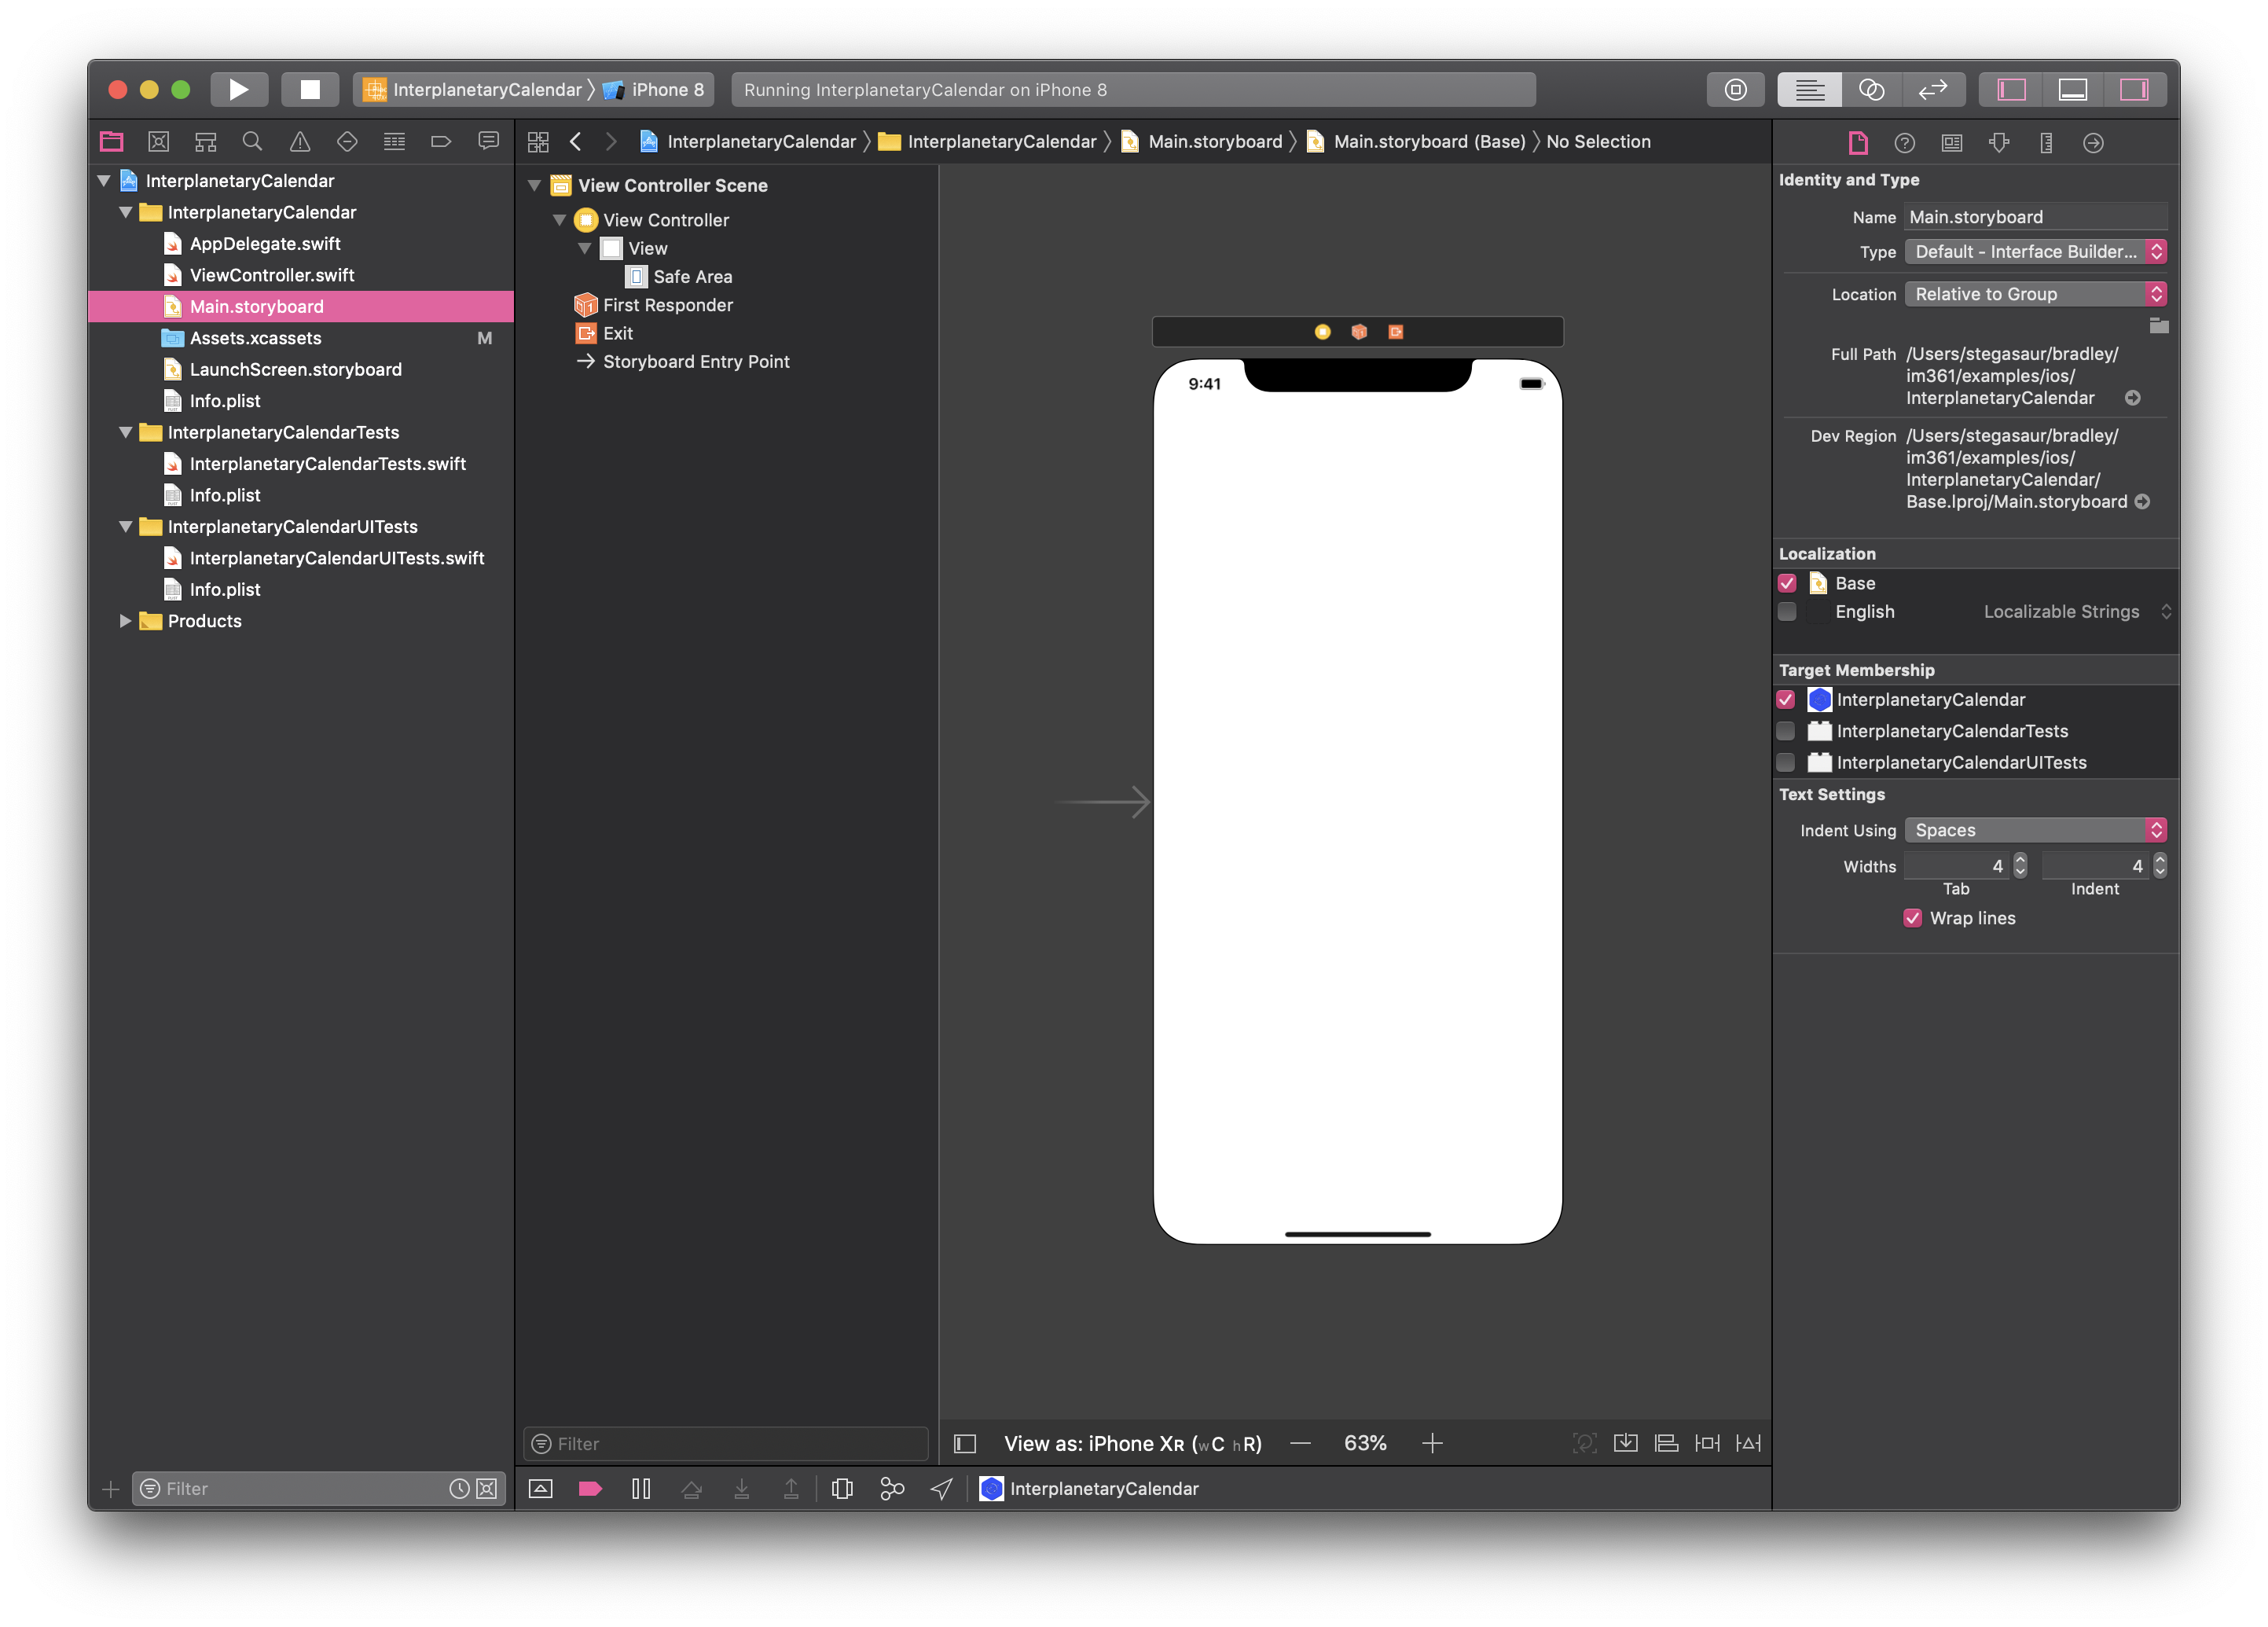 InterplanetaryCalendar
iPhone 8
Running InterplanetaryCalendar on iPhone 8
InterplanetaryCalendar
InterplanetaryCalendar
AppDelegate.swift
ViewController.swift
Main.storyboard
Assets.xcassets
M
LaunchScreen.storyboard
Info.plist
InterplanetaryCalendarTests
InterplanetaryCalendarTests.swift
Info.plist
InterplanetaryCalendarUITests
InterplanetaryCalendarUITests.swift
Info.plist
Products
Filter
InterplanetaryCalendar
InterplanetaryCalendar
Main.storyboard
Main.storyboard (Base)
No Selection
View Controller Scene
View Controller
View
Safe Area
First Responder
Exit
Storyboard Entry Point
Filter
9:41
View as: iPhone XR (wC hR)
63%
InterplanetaryCalendar
Identity and Type
Name Main.storyboard
Type Default - Interface Builder...
Location Relative to Group
Full Path /Users/stegasaur/bradley/
im361/examples/ios/
InterplanetaryCalendar
Dev Region /Users/stegasaur/bradley/
im361/examples/ios/
InterplanetaryCalendar/
Base.lproj/Main.storyboard
Localization
Base
English Localizable Strings
Target Membership
InterplanetaryCalendar
InterplanetaryCalendarTests
InterplanetaryCalendarUITests
Text Settings
Indent Using Spaces
Widths 4 4
Tab Indent
Wrap lines